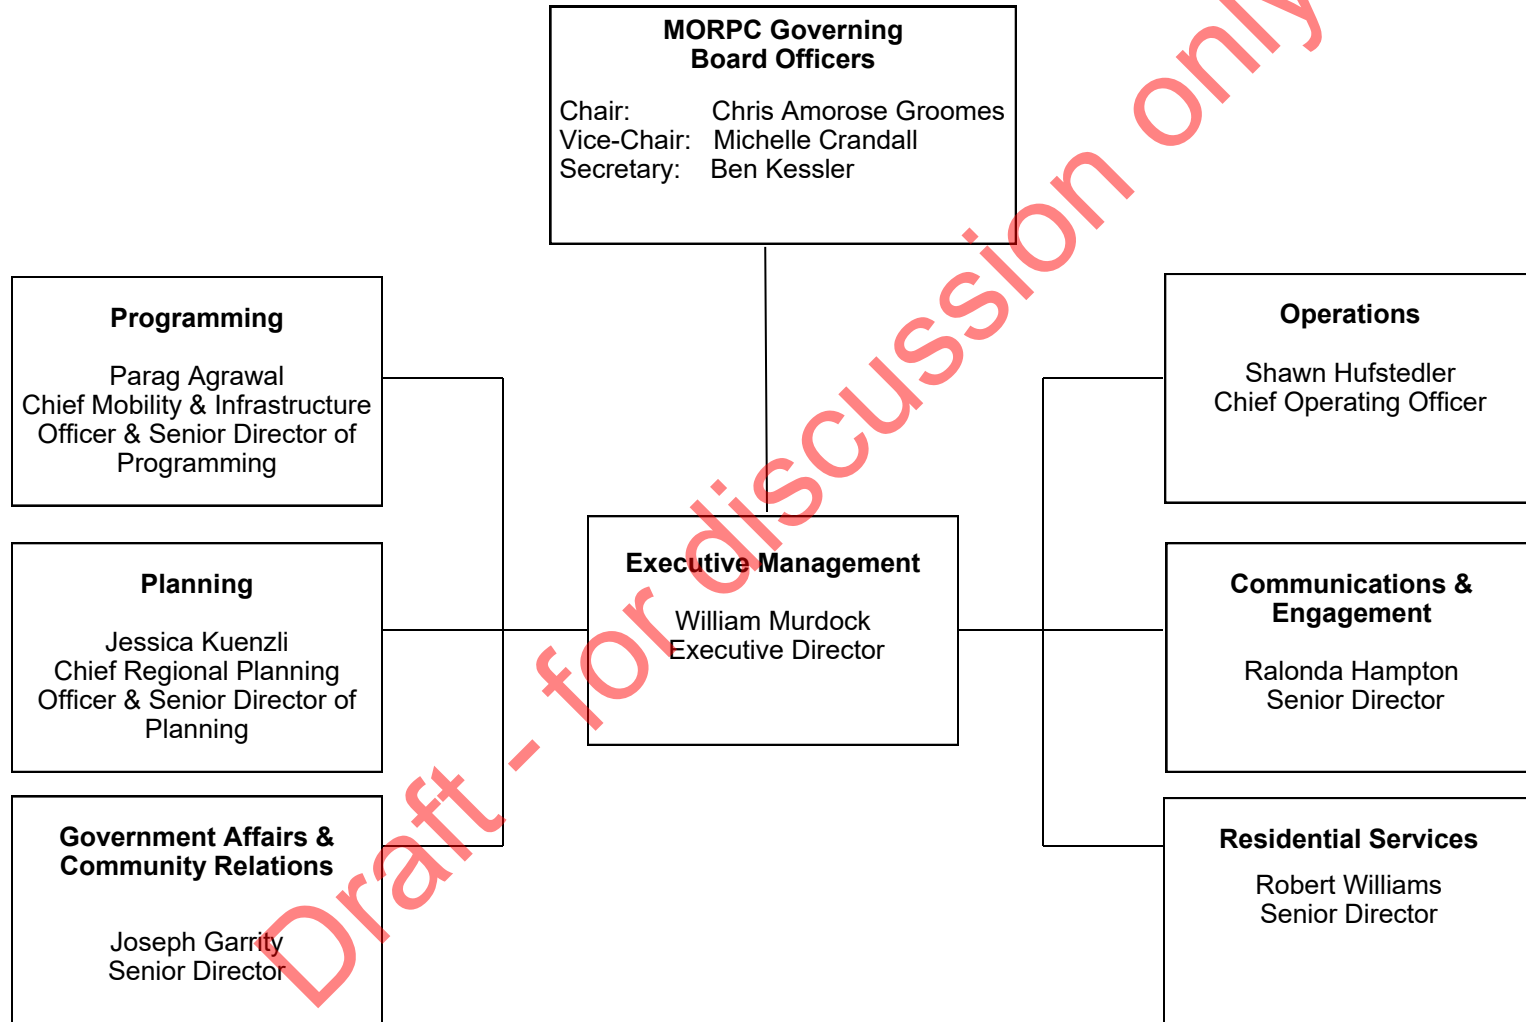 MORPC Governing
Board Officers
Chair: Chris Amorose Groomes
Vice-Chair: Michelle Crandall
Secretary: Ben Kessler
Programming
Parag Agrawal
Chief Mobility & Infrastructure
Officer & Senior Director of
Programming
Operations
Shawn Hufstedler
Chief Operating Officer
Executive Management
William Murdock
Executive Director
Planning
Jessica Kuenzli
Chief Regional Planning
Officer & Senior Director of
Planning
Communications &
Engagement
Ralonda Hampton
Senior Director
Government Affairs &
Community Relations
Joseph Garrity
Senior Director
Residential Services
Robert Williams
Senior Director
Draft - for discussion only